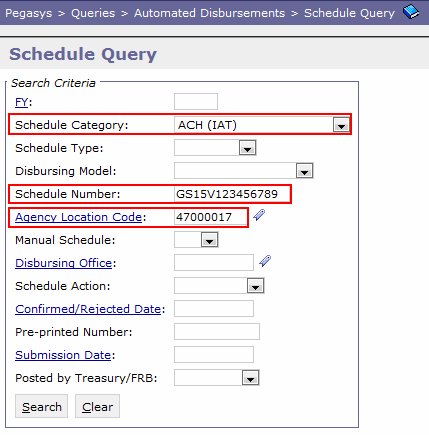 Pegasys > Queries > Automated Disbursements > Schedule Query
Schedule Query
Search Criteria
FY:
Schedule Category: ACH (IAT)
Schedule Type:
Disbursing Model:
Schedule Number: GS15V123456789
Agency Location Code: 47000017
Manual Schedule:
Disbursing Office:
Schedule Action:
Confirmed/Rejected Date:
Pre-printed Number:
Submission Date:
Posted by Treasury/FRB:
Search Clear